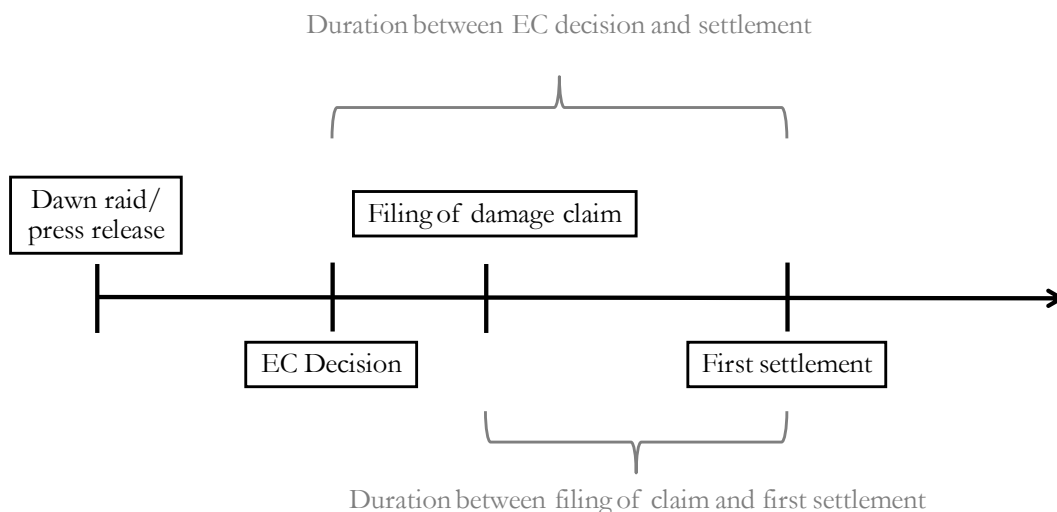 Duration between EC decision and settlement
Dawn raid/
press release
Filing of damage claim
EC Decision
First settlement
Duration between filing of claim and first settlement